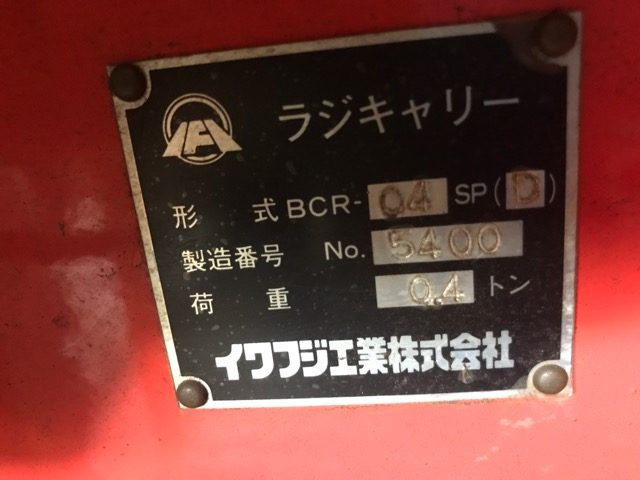 ラジキャリー
形 式 BCR-04 SP(D)
製造番号 No. 5400
荷 重 0.4 トン
イワフジ工業株式会社